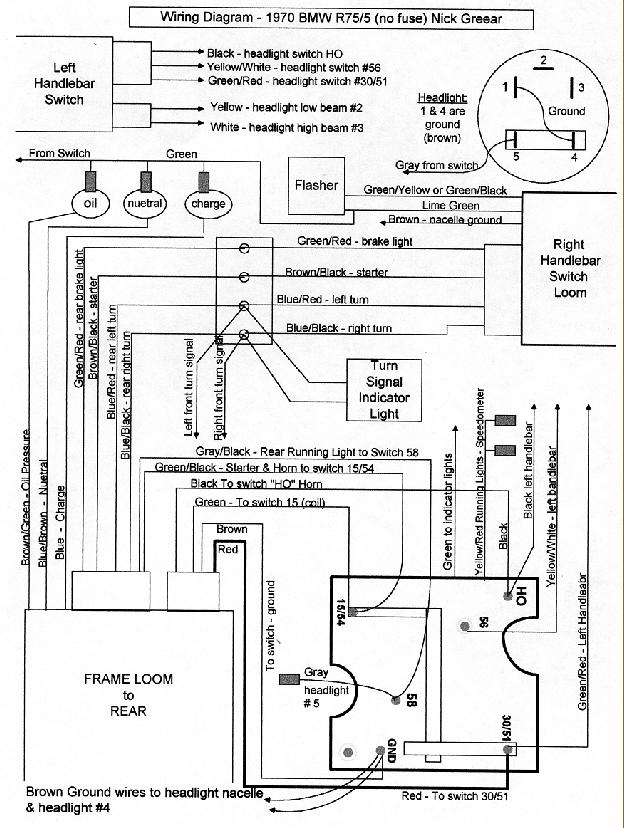 Wiring Diagram - 1970 BMW R75/5 (no fuse) Nick Greear
Left
Handlebar
Switch
Black - headlight switch HO
Yellow/White - headlight switch #56
Green/Red - headlight switch #30/51
Yellow - headlight low beam #2
White - headlight high beam #3
Headlight:
1 & 4 are
ground
(brown)
2
1
3
Ground
5
4
Gray from switch
From Switch
Green
oil
nuetral
charge
Flasher
Green/Yellow or Green/Black
Lime Green
Brown - nacelle ground
Right
Handlebar
Switch
Loom
Green/Red - brake light
Brown/Black - starter
Blue/Red - left turn
Blue/Black - right turn
Green/Red - rear brake light
Brown/Black - starter
Blue/Red - rear left turn
Blue/Black - rear right turn
Left front turn signal
Right front turn signal
Turn
Signal
Indicator
Light
Gray/Black - Rear Running Light to Switch 58
Green/Black - Starter & Horn to switch 15/54
Black To switch "HO" Horn
Green - To switch 15 (coil)
Brown
Red
Brown/Green - Oil Pressure
Blue/Brown - Nuetral
Blue - Charge
Green to Indicator lights
Yellow/Red Running Lights - Speedometer
Black
Black left handlebar
Yellow/White - left handlebar
Green/Red - Left Handleabr
To switch - ground
15/54
HO
56
58
GND
30/51
Gray
headlight
# 5
FRAME LOOM
to
REAR
Brown Ground wires to headlight nacelle
& headlight #4
Red - To switch 30/51